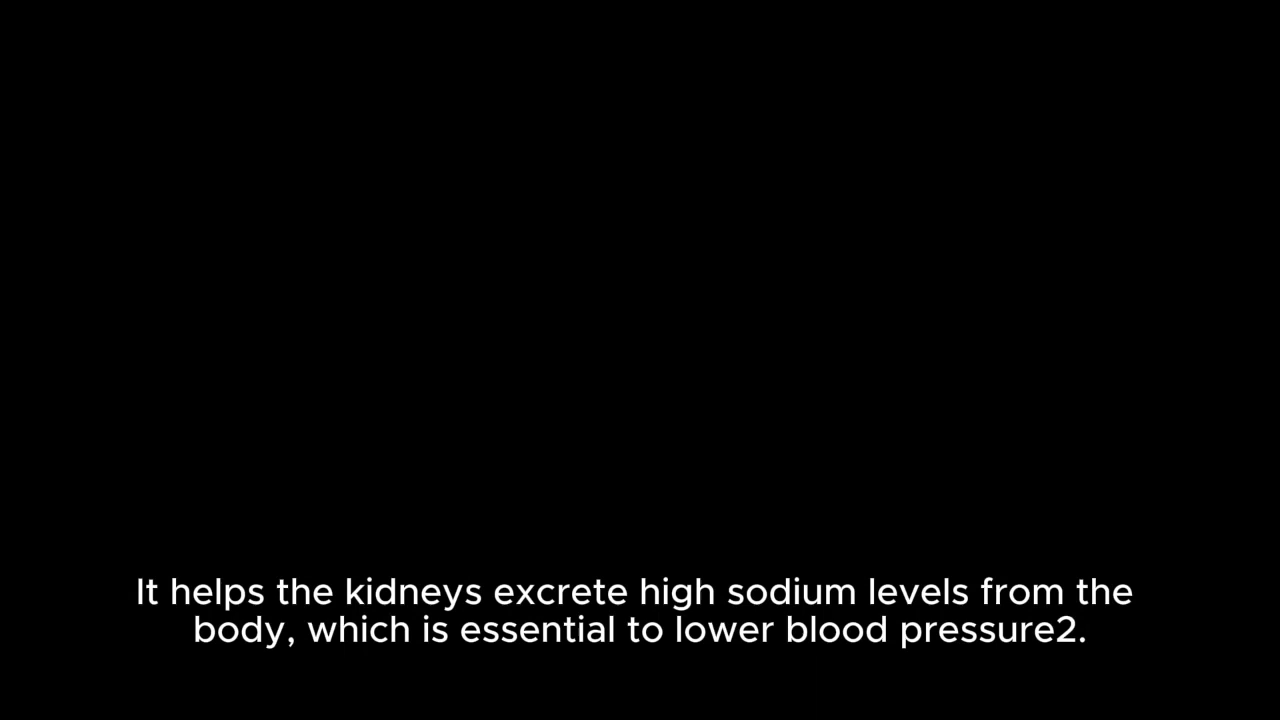 It helps the kidneys excrete high sodium levels from the
body, which is essential to lower blood pressure2.